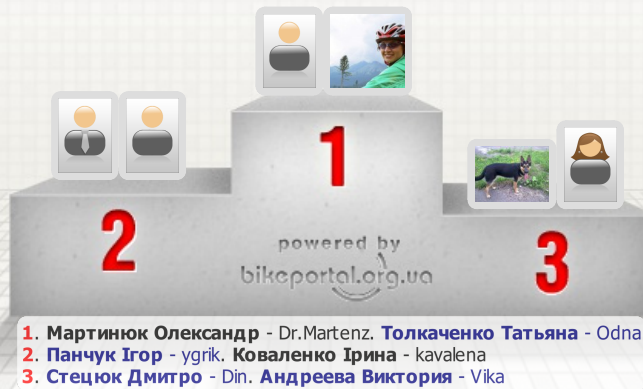 1
2
3
powered by
bikeportal.org.ua
1. Мартинюк Олександр - Dr.Martenz. Толкаченко Татьяна - Odna
2. Панчук Ігор - ygrik. Коваленко Ірина - kavalena
3. Стецюк Дмитро - Din. Андреева Виктория - Vika